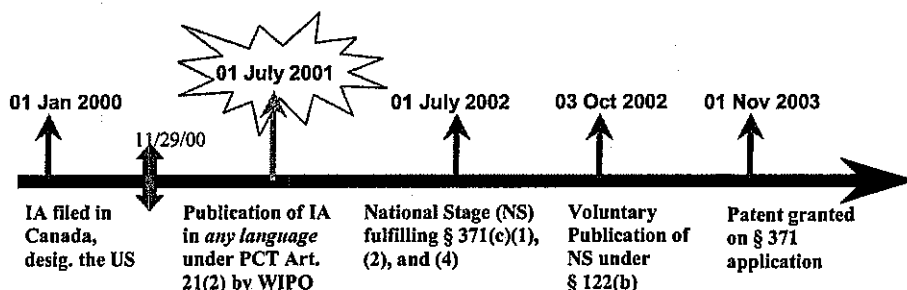 01 July 2001
01 Jan 2000
01 July 2002
03 Oct 2002
01 Nov 2003
11/29/00
IA filed in
Canada,
desig. the US
Publication of IA
in any language
under PCT Art.
21(2) by WIPO
National Stage (NS)
fulfilling § 371(c)(1),
(2), and (4)
Voluntary
Publication of
NS under
§ 122(b)
Patent granted
on § 371
application